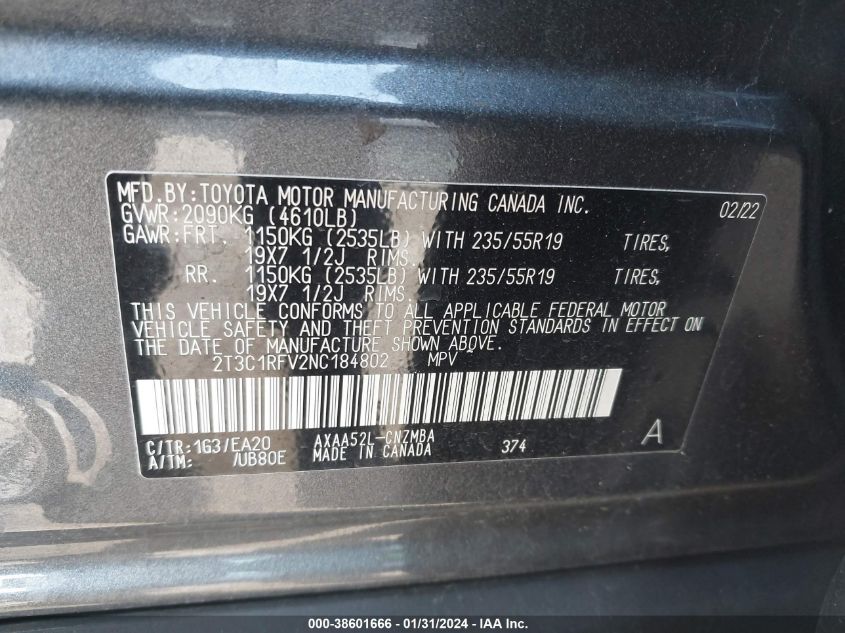 MFD.BY:TOYOTA MOTOR MANUFACTURING CANADA INC. 02/22
GVWR:2090KG (4610LB)
GAWR:FRT. 1150KG (2535LB) WITH 235/55R19 TIRES,
19X7 1/2J RIMS.
RR. 1150KG (2535LB) WITH 235/55R19 TIRES,
19X7 1/2J RIMS.
THIS VEHICLE CONFORMS TO ALL APPLICABLE FEDERAL MOTOR
VEHICLE SAFETY AND THEFT PREVENTION STANDARDS IN EFFECT ON
THE DATE OF MANUFACTURE SHOWN ABOVE.
2T3C1RFV2NC184802 MPV
C/TR:1G3/EA20 AXAA52L-CNZMBA 374 A
A/TM: /UB80E MADE IN CANADA
000-38601666 - 01/31/2024 - IAA Inc.